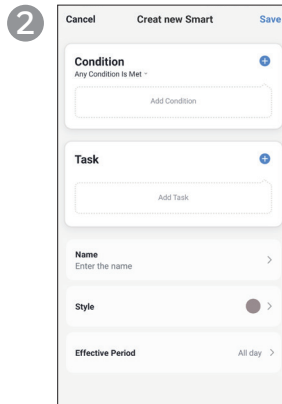 2
Cancel Creat new Smart Save
Condition
Any Condition Is Met
Add Condition
Task
Add Task
Name
Enter the name
Style
Effective Period All day